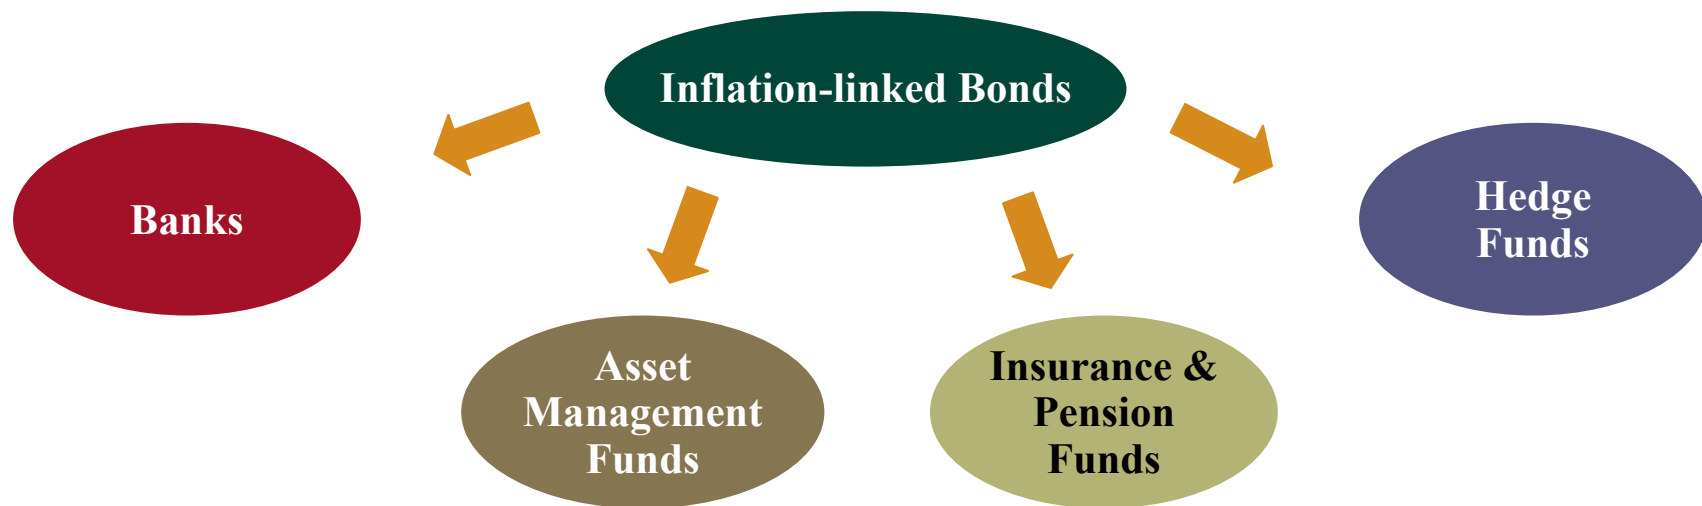 Inflation-linked Bonds
Banks
Hedge
Funds
Asset
Management
Funds
Insurance &
Pension
Funds